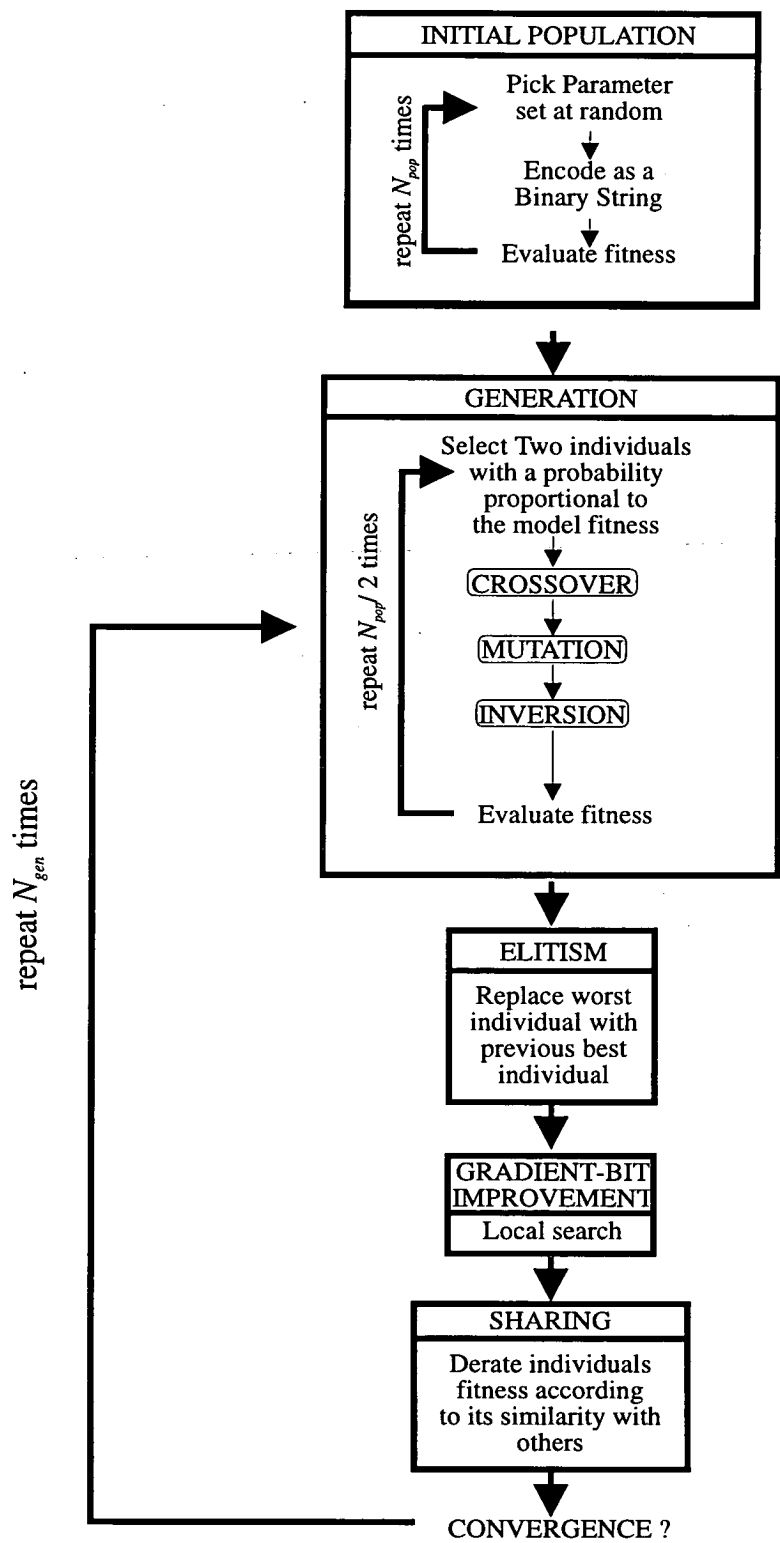 INITIAL POPULATION
Pick Parameter
set at random
repeat N_pop times
Encode as a
Binary String
Evaluate fitness
GENERATION
Select Two individuals
with a probability
proportional to
the model fitness
repeat N_pop / 2 times
CROSSOVER
MUTATION
INVERSION
Evaluate fitness
repeat N_gen times
ELITISM
Replace worst
individual with
previous best
individual
GRADIENT-BIT
IMPROVEMENT
Local search
SHARING
Derate individuals
fitness according
to its similarity with
others
CONVERGENCE ?